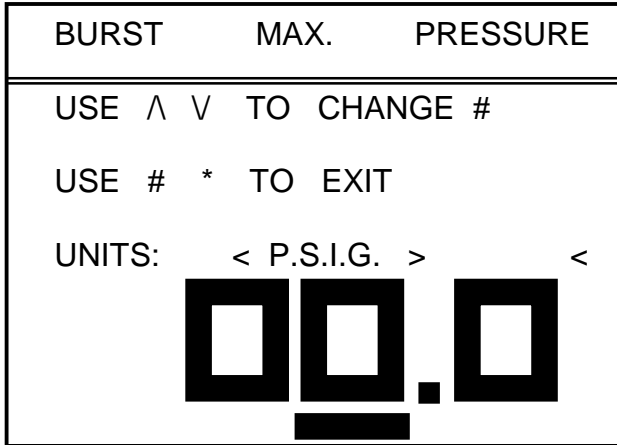 BURST MAX. PRESSURE
USE /\ \/ TO CHANGE #
USE # * TO EXIT
UNITS: < P.S.I.G. > <
00.0